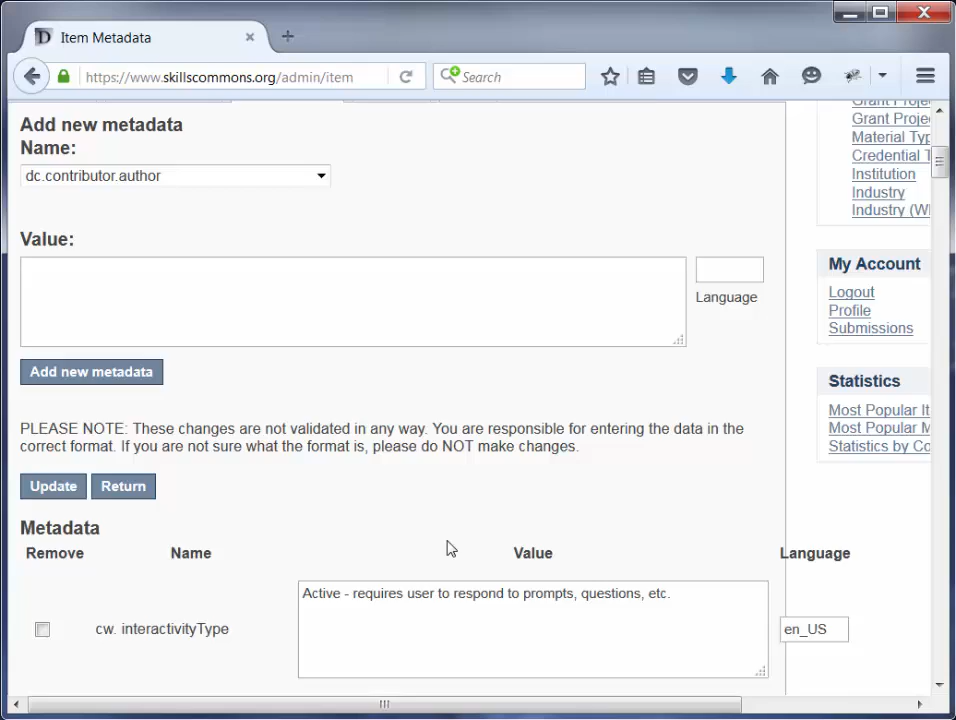 Item Metadata
https://www.skillscommons.org/admin/item
Search
Add new metadata
Name:
dc.contributor.author
Value:
Language
Add new metadata
PLEASE NOTE: These changes are not validated in any way. You are responsible for entering the data in the
correct format. If you are not sure what the format is, please do NOT make changes.
Update Return
Metadata
Remove Name Value Language
Active - requires user to respond to prompts, questions, etc.
cw. interactivityType
en_US
Grant Proje
Grant Projec
Material Typ
Credential T
Institution
Industry
Industry (W
My Account
Logout
Profile
Submissions
Statistics
Most Popular It
Most Popular M
Statistics by Co